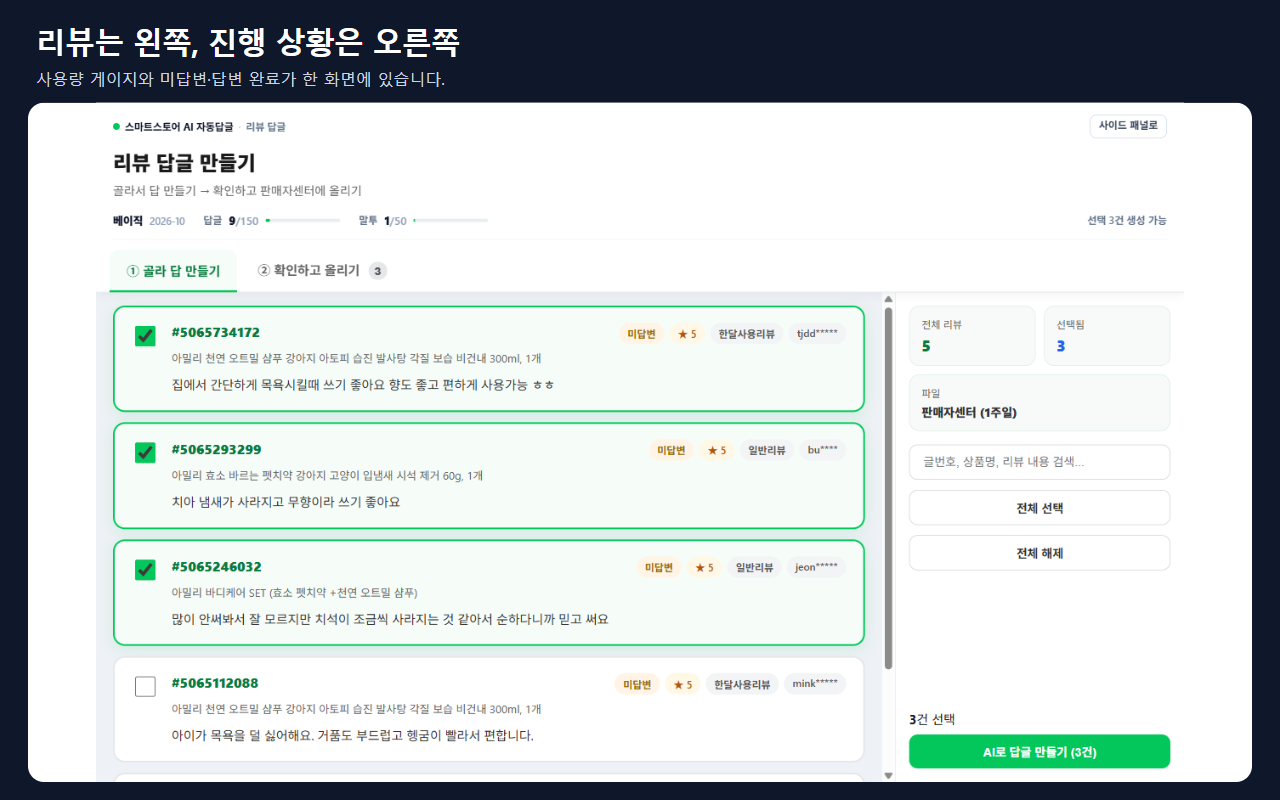 리뷰는 왼쪽, 진행 상황은 오른쪽
사용량 게이지와 미답변·답변 완료가 한 화면에 있습니다.
스마트스토어 AI 자동답글 · 리뷰 답글
사이드 패널로
리뷰 답글 만들기
골라서 답 만들기 → 확인하고 판매자센터에 올리기
베이직 2026-10 답글 9/150 말투 1/50
선택 3건 생성 가능
① 골라 답 만들기
② 확인하고 올리기 3
#5065734172
미답변 ★ 5 한달사용리뷰 tjdd*****
아밀리 천연 오트밀 샴푸 강아지 아토피 습진 발사탕 각질 보습 비건내 300ml, 1개
집에서 간단하게 목욕시킬때 쓰기 좋아요 향도 좋고 편하게 사용가능 ㅎㅎ
#5065293299
미답변 ★ 5 일반리뷰 bu****
아밀리 효소 바르는 펫치약 강아지 고양이 입냄새 시석 제거 60g, 1개
치아 냄새가 사라지고 무향이라 쓰기 좋아요
#5065246032
미답변 ★ 5 일반리뷰 jeon*****
아밀리 바디케어 SET (효소 펫치약 +천연 오트밀 샴푸)
많이 안써봐서 잘 모르지만 치석이 조금씩 사라지는 것 같아서 순하다니까 믿고 써요
#5065112088
미답변 ★ 5 한달사용리뷰 mink*****
아밀리 천연 오트밀 샴푸 강아지 아토피 습진 발사탕 각질 보습 비건내 300ml, 1개
아이가 목욕을 덜 싫어해요. 거품도 부드럽고 헹굼이 빨라서 편합니다.
전체 리뷰
5
선택됨
3
파일
판매자센터 (1주일)
글번호, 상품명, 리뷰 내용 검색...
전체 선택
전체 해제
3건 선택
AI로 답글 만들기 (3건)